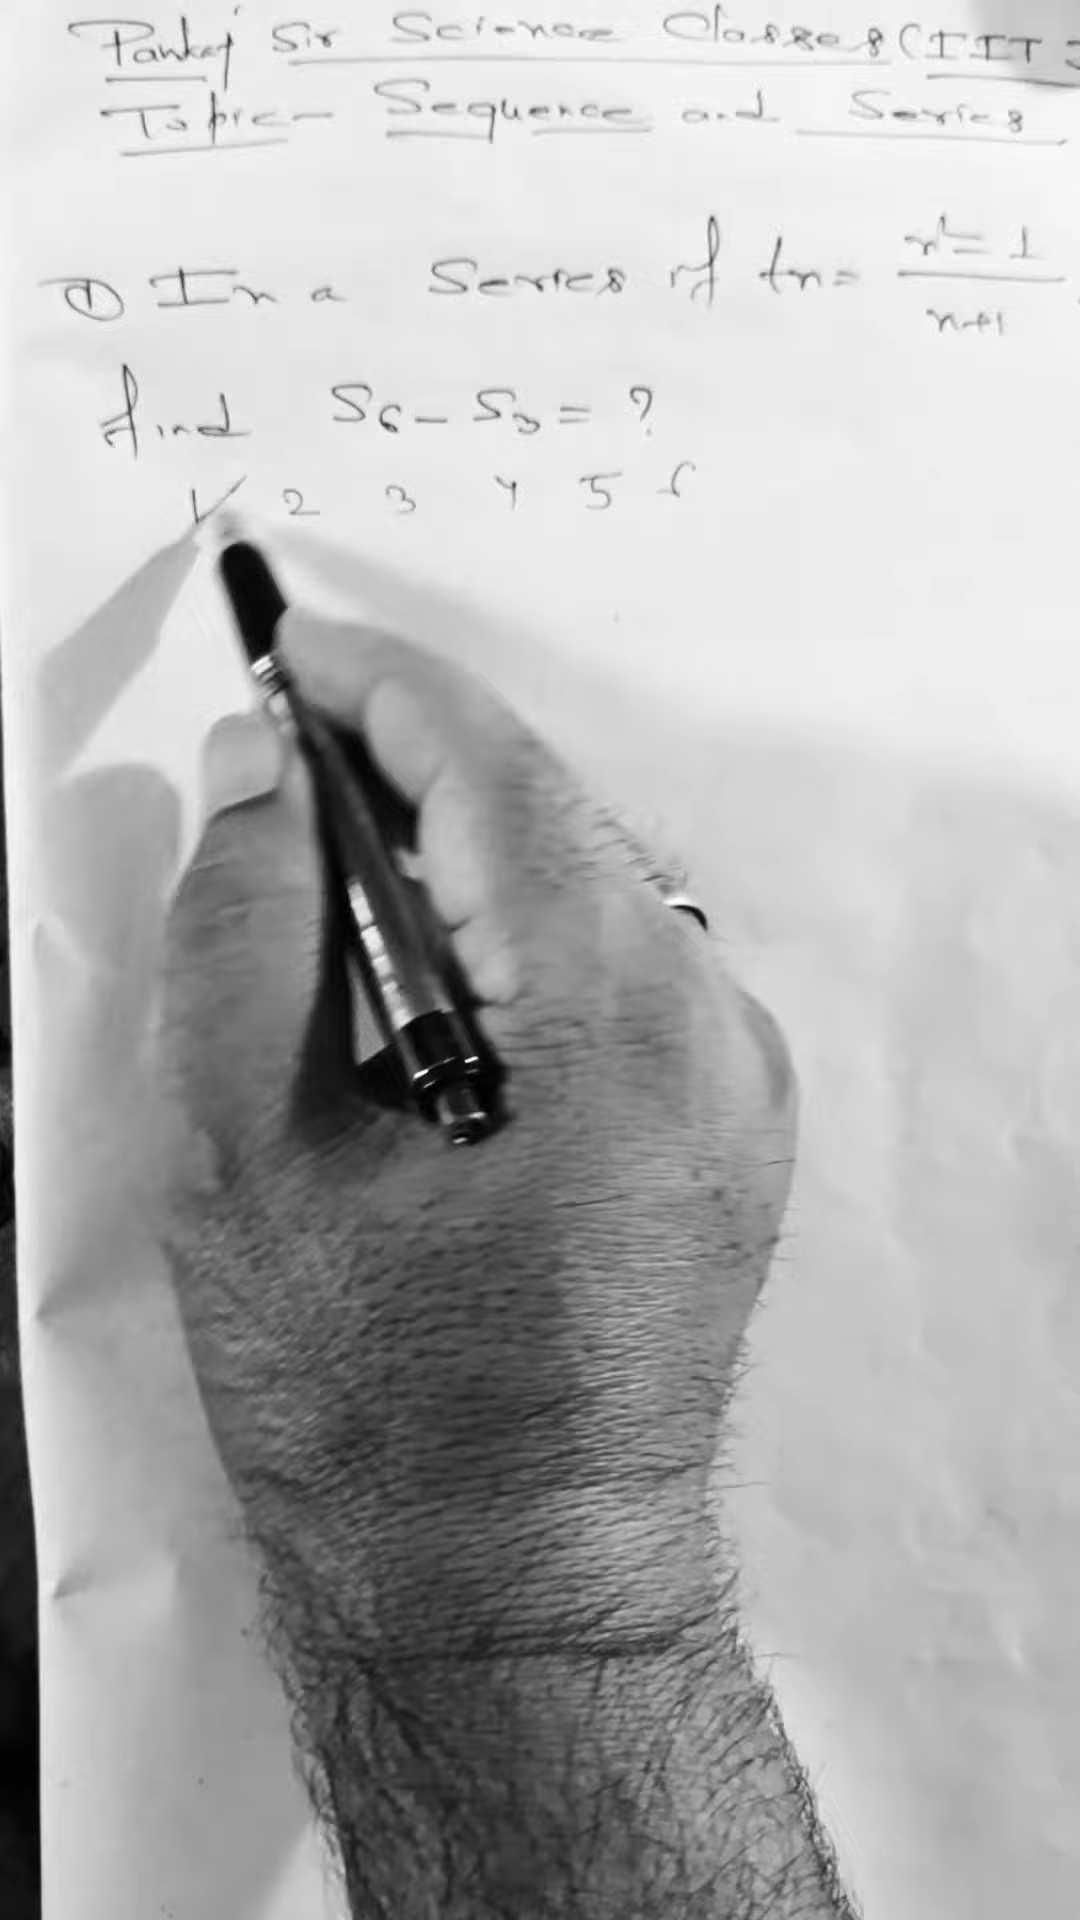 Pankaj Sir Science Classes (IIT
Topic- Sequence and Series
① In a Series if tn = n²-1 / n+1
find S6 - S3 = ?
1 2 3 4 5 6